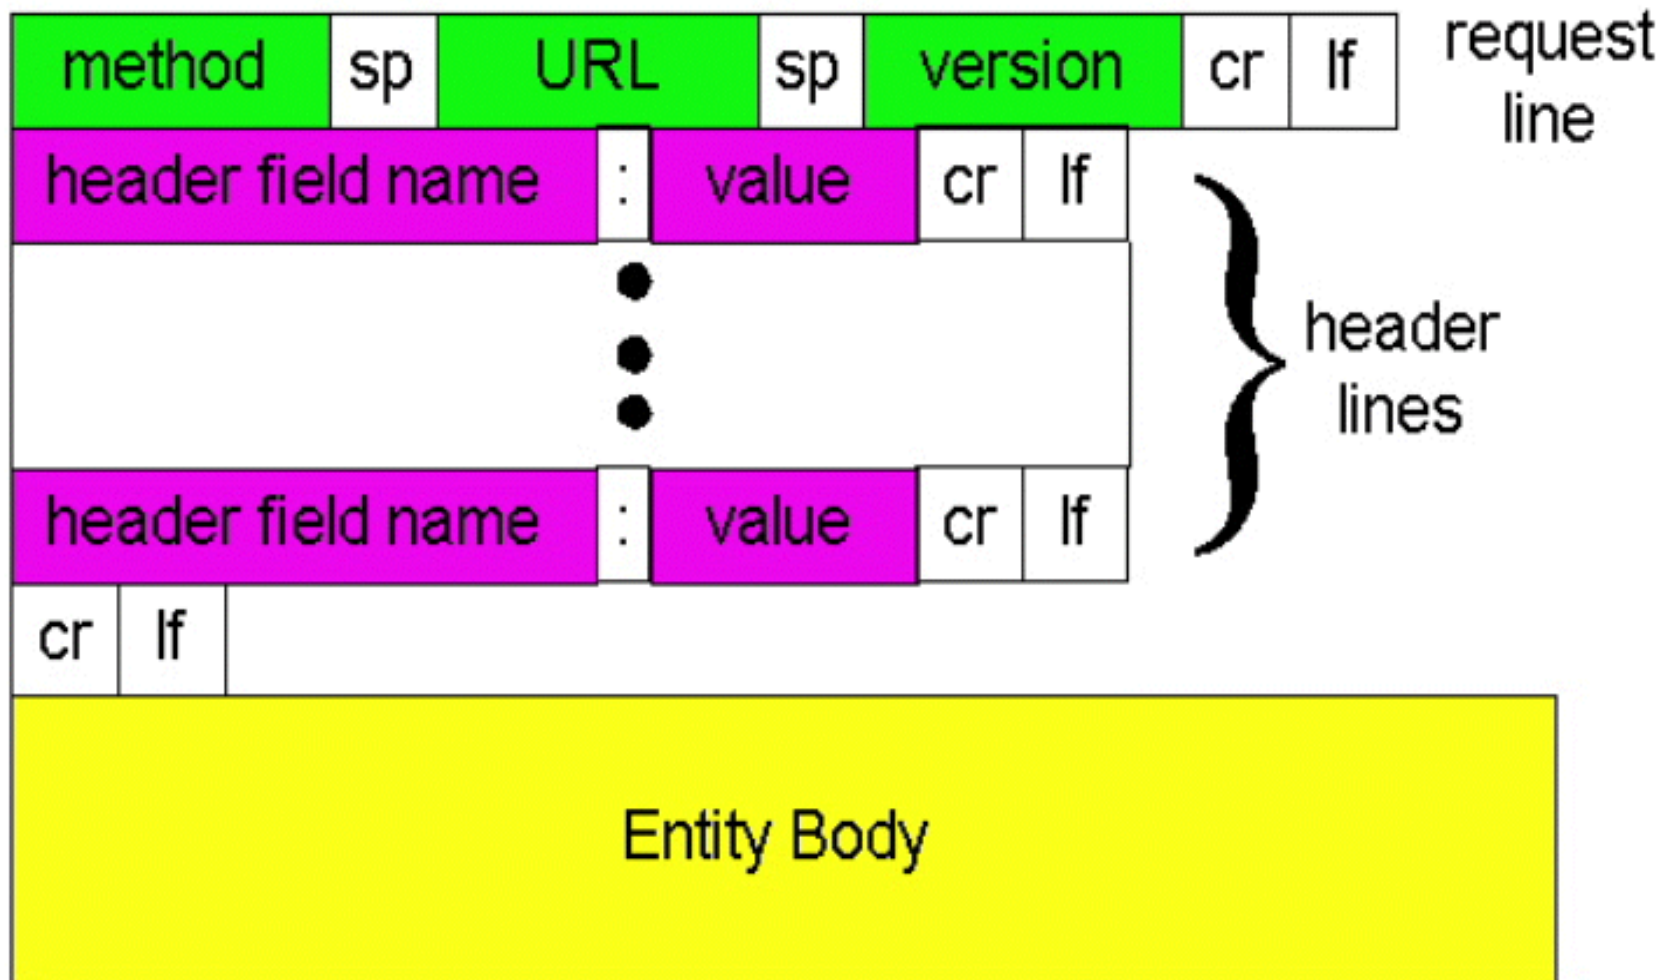 method sp URL sp version cr lf
request
line
header field name : value cr lf
header
lines
header field name : value cr lf
cr lf
Entity Body